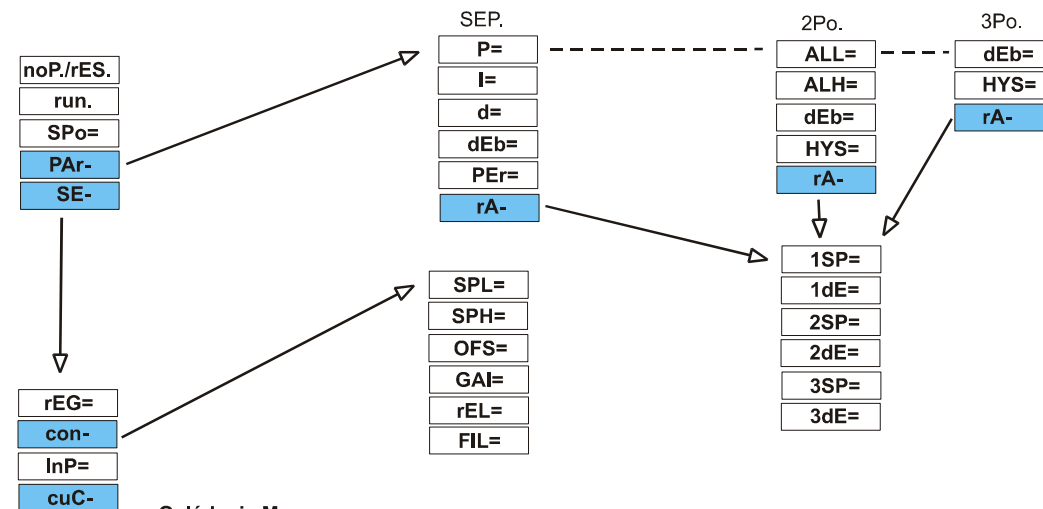 noP./rES.
run.
SPo=
PAr-
SE-
rEG=
con-
InP=
cuC-
SEP.
P=
I=
d=
dEb=
PEr=
rA-
SPL=
SPH=
OFS=
GAI=
rEL=
FIL=
2Po.
ALL=
ALH=
dEb=
HYS=
rA-
3Po.
dEb=
HYS=
rA-
1SP=
1dE=
2SP=
2dE=
3SP=
3dE=